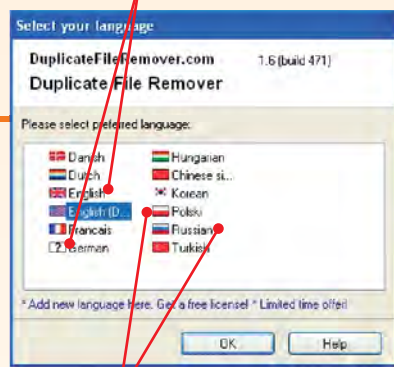 Select your language
DuplicateFileRemover.com 1.6 (build 471)
Duplicate File Remover
Please select preferred language:
Danish Hungarian
Dutch Chinese si...
English Korean
English (D... Polski
Francais Russian
German Turkish
* Add new language here. Get a free license! * Limited time offer!
OK Help